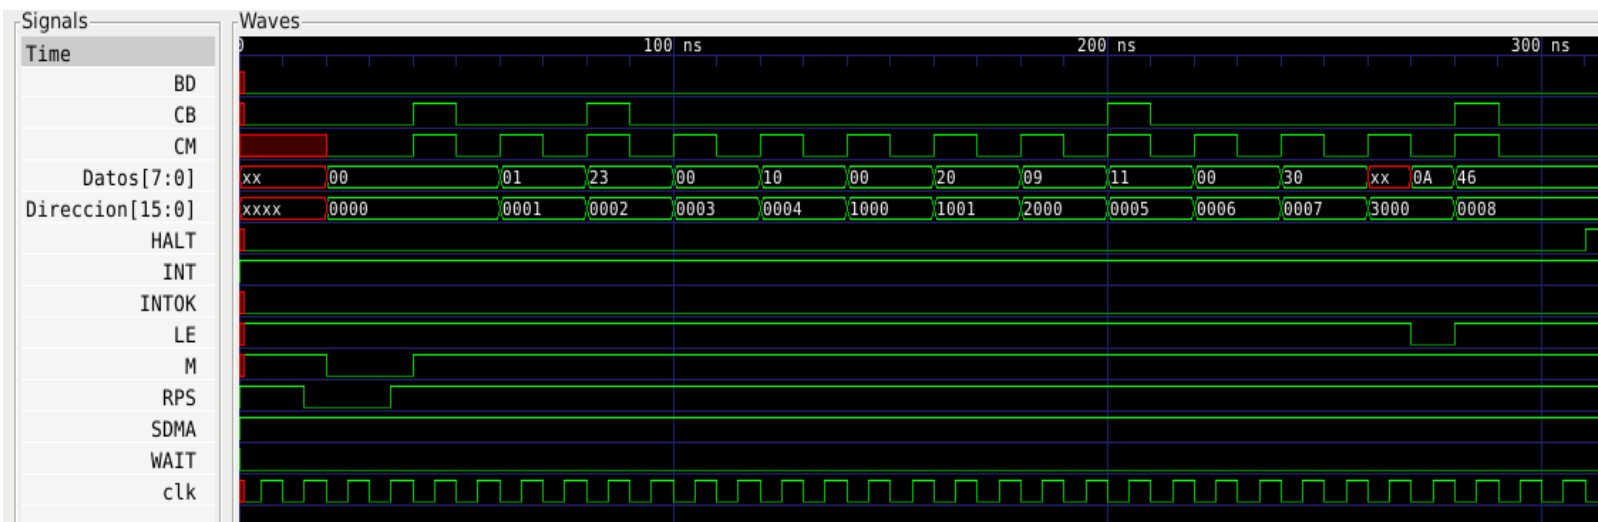 Signals Waves
Time 0 100 ns 200 ns 300 ns
BD
CB
CM
Datos[7:0] xx 00 01 23 00 10 00 20 09 11 00 30 xx 0A 46
Direccion[15:0] xxxx 0000 0001 0002 0003 0004 1000 1001 2000 0005 0006 0007 3000 0008
HALT
INT
INTOK
LE
M
RPS
SDMA
WAIT
clk